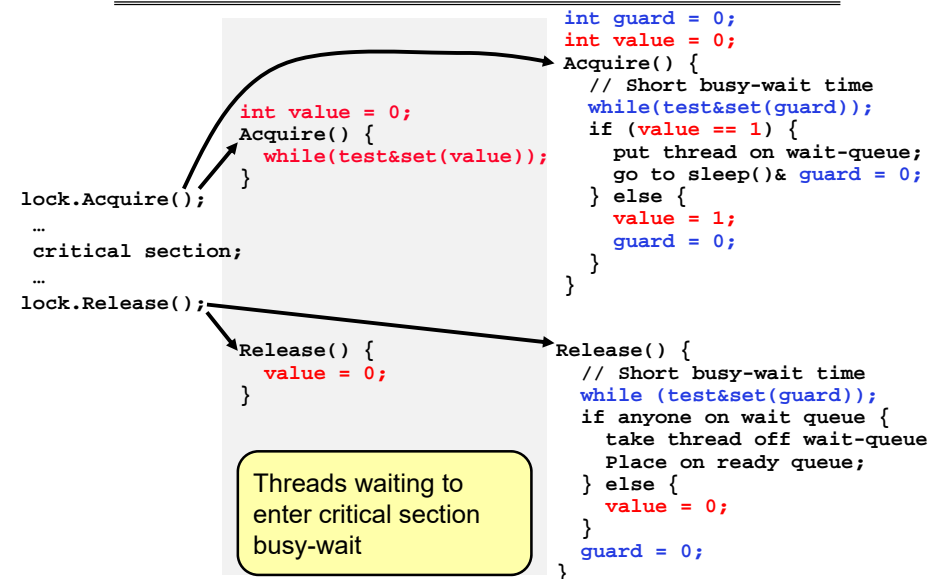 lock.Acquire();
…
critical section;
…
lock.Release();
int value = 0;
Acquire() {
while(test&set(value));
}
Release() {
value = 0;
}
Threads waiting to
enter critical section
busy-wait
int guard = 0;
int value = 0;
Acquire() {
// Short busy-wait time
while(test&set(guard));
if (value == 1) {
put thread on wait-queue;
go to sleep()& guard = 0;
} else {
value = 1;
guard = 0;
}
}
Release() {
// Short busy-wait time
while (test&set(guard));
if anyone on wait queue {
take thread off wait-queue
Place on ready queue;
} else {
value = 0;
}
guard = 0;
}